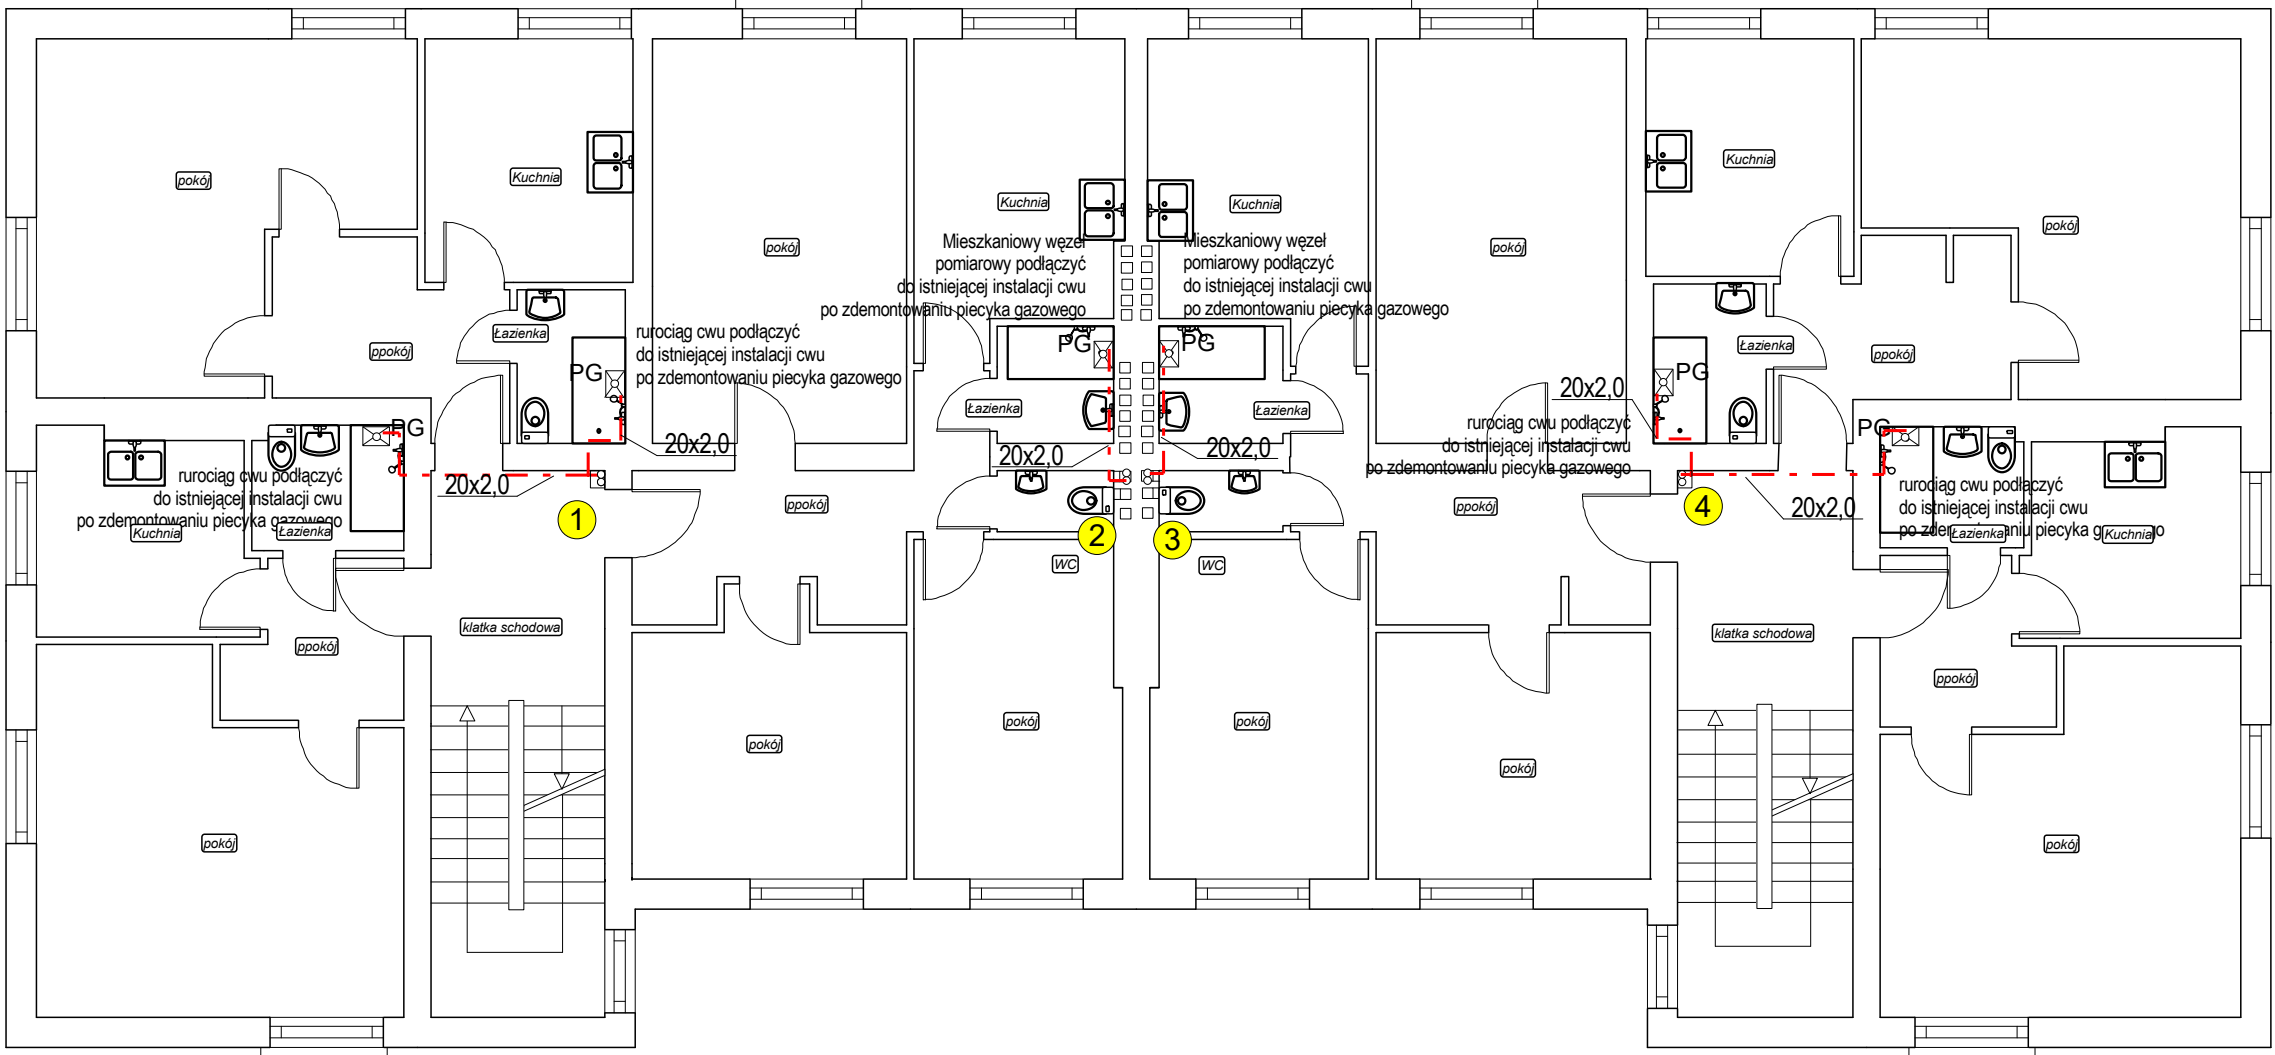 pokój
Kuchnia
pokój
Kuchnia
Kuchnia
pokój
Kuchnia
pokój
Mieszkaniowy węzeł
pomiarowy podłączyć
do istniejącej instalacji cwu
po zdemontowaniu piecyka gazowego
Mieszkaniowy węzeł
pomiarowy podłączyć
do istniejącej instalacji cwu
po zdemontowaniu piecyka gazowego
ppokój
Łazienka
rurociąg cwu podłączyć
do istniejącej instalacji cwu
po zdemontowaniu piecyka gazowego
PG
PG
PG
Łazienka
ppokój
PG
20x2,0
Łazienka
Łazienka
rurociąg cwu podłączyć
do istniejącej instalacji cwu
po zdemontowaniu piecyka gazowego
PG
20x2,0
20x2,0
20x2,0
PG
rurociąg cwu podłączyć
do istniejącej instalacji cwu
po zdemontowaniu piecyka gazowego
20x2,0
20x2,0
rurociąg cwu podłączyć
do istniejącej instalacji cwu
po zdemontowaniu piecyka gazowego
Kuchnia
Łazienka
1
ppokój
2
3
ppokój
4
Łazienka
Kuchnia
WC
WC
ppokój
klatka schodowa
klatka schodowa
ppokój
pokój
pokój
pokój
pokój
pokój
pokój